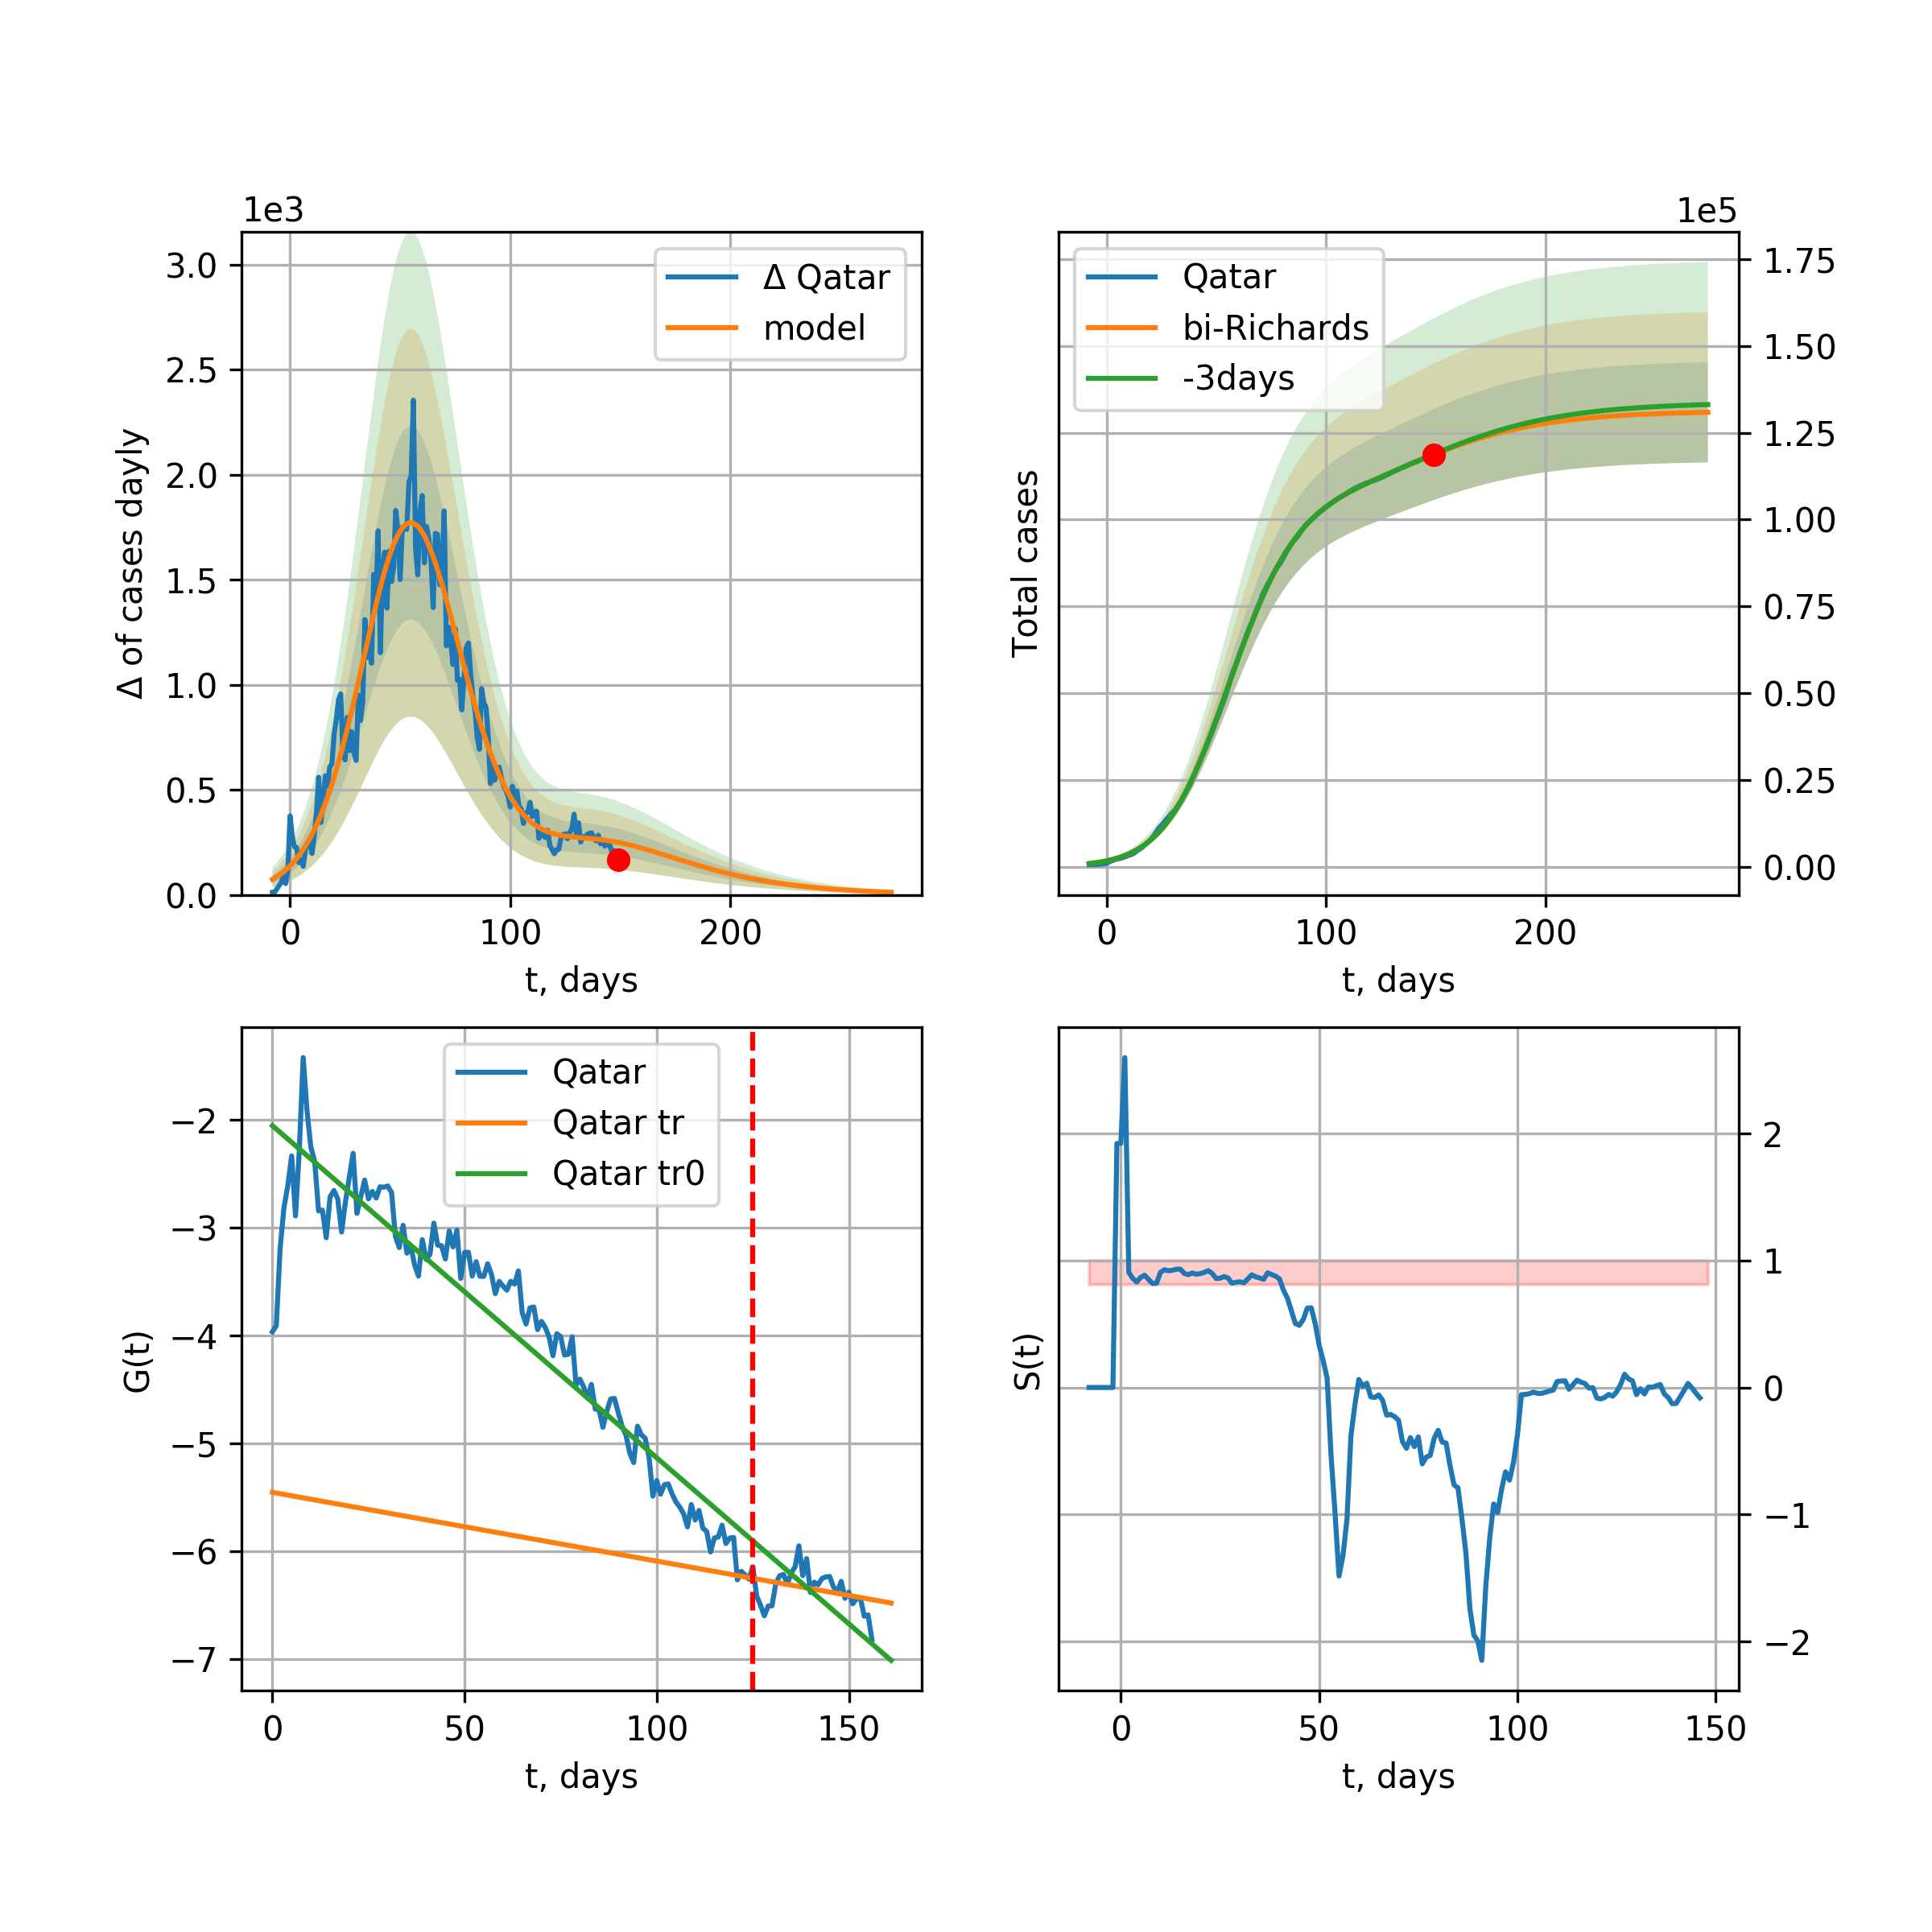 1e3
3.0
2.5
2.0
1.5
1.0
0.5
0.0
Δ of cases dayly
Δ Qatar
model
0 100 200
t, days
1e5
Qatar
bi-Richards
-3days
Total cases
1.75
1.50
1.25
1.00
0.75
0.50
0.25
0.00
0 100 200
t, days
Qatar
Qatar tr
Qatar tr0
G(t)
−2
−3
−4
−5
−6
−7
0 50 100 150
t, days
S(t)
2
1
0
−1
−2
0 50 100 150
t, days